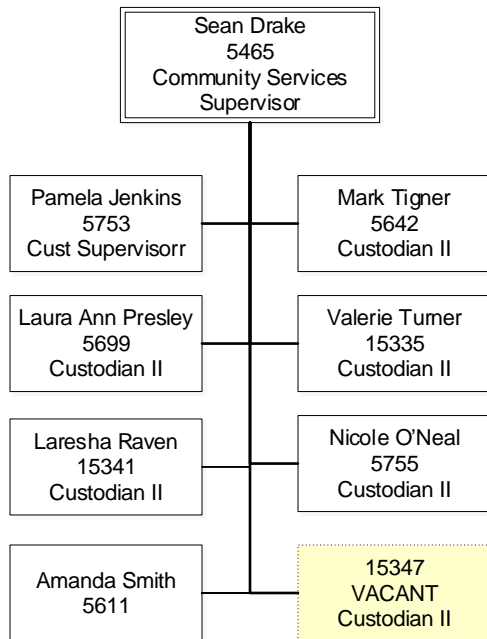 Sean Drake
5465
Community Services
Supervisor
Pamela Jenkins
5753
Cust Supervisorr
Mark Tigner
5642
Custodian II
Laura Ann Presley
5699
Custodian II
Valerie Turner
15335
Custodian II
Laresha Raven
15341
Custodian II
Nicole O'Neal
5755
Custodian II
Amanda Smith
5611
15347
VACANT
Custodian II